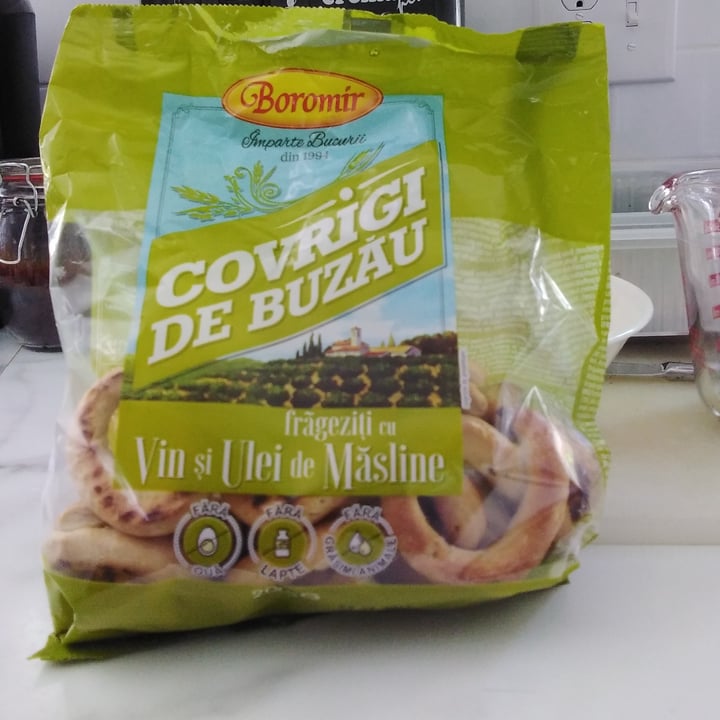 Boromir
Împarte Bucurii
din 1994
COVRIGI
DE BUZĂU
frăgeziți cu
Vin și Ulei de Măsline
FĂRĂ
OUĂ
FĂRĂ
LAPTE
FĂRĂ
GRĂSIMI ANIMALE